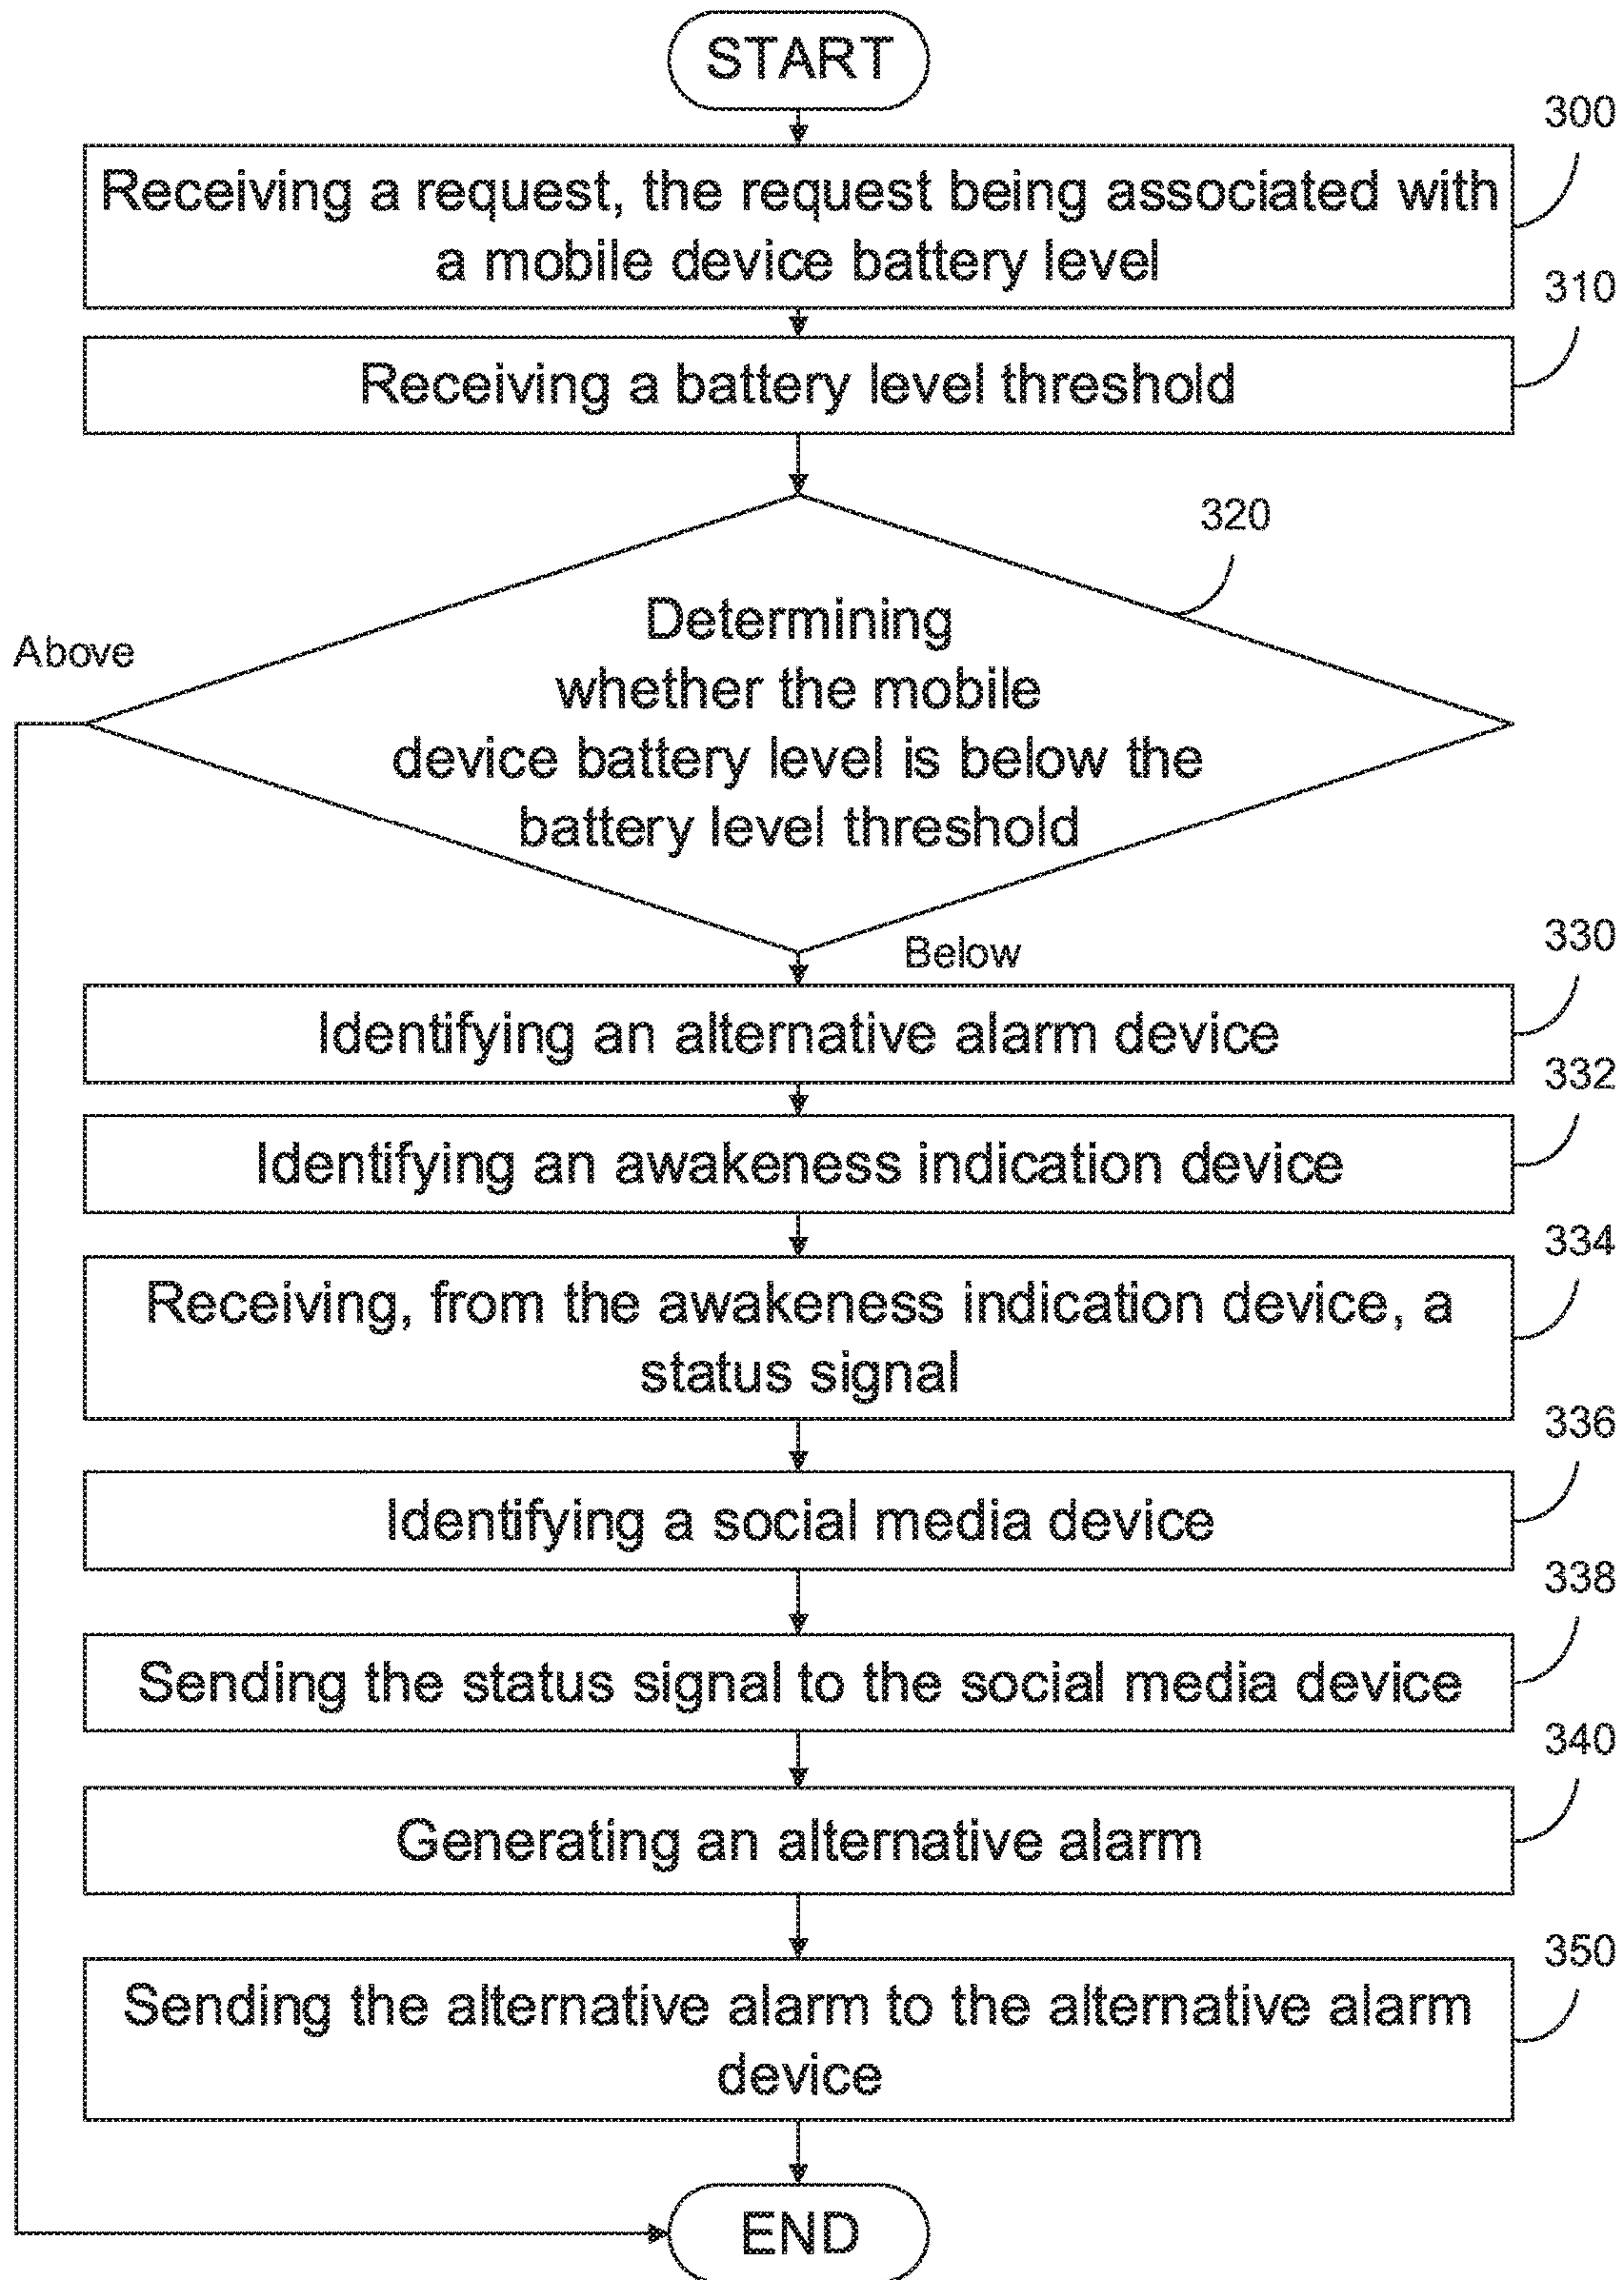 START
300
Receiving a request, the request being associated with
a mobile device battery level
310
Receiving a battery level threshold
320
Determining
whether the mobile
device battery level is below the
battery level threshold
Above
Below
330
Identifying an alternative alarm device
332
Identifying an awakeness indication device
334
Receiving, from the awakeness indication device, a
status signal
336
Identifying a social media device
338
Sending the status signal to the social media device
340
Generating an alternative alarm
350
Sending the alternative alarm to the alternative alarm
device
END